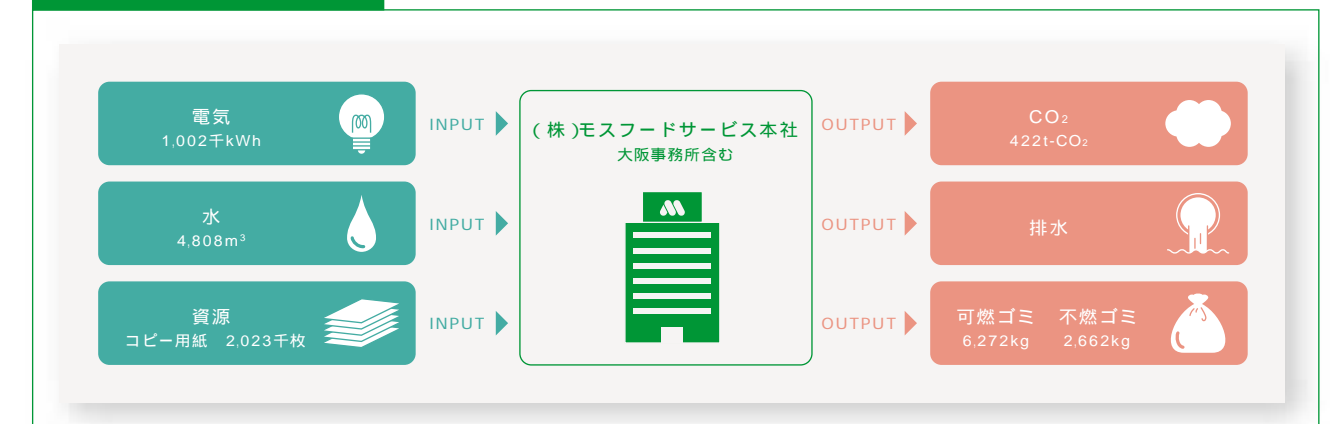 電気
1,002千kWh
INPUT
水
4,808m³
INPUT
資源
コピー用紙　2,023千枚
INPUT
(株)モスフードサービス本社
大阪事務所含む
OUTPUT
CO₂
422t-CO₂
OUTPUT
排水
OUTPUT
可燃ゴミ　不燃ゴミ
6,272kg　2,662kg